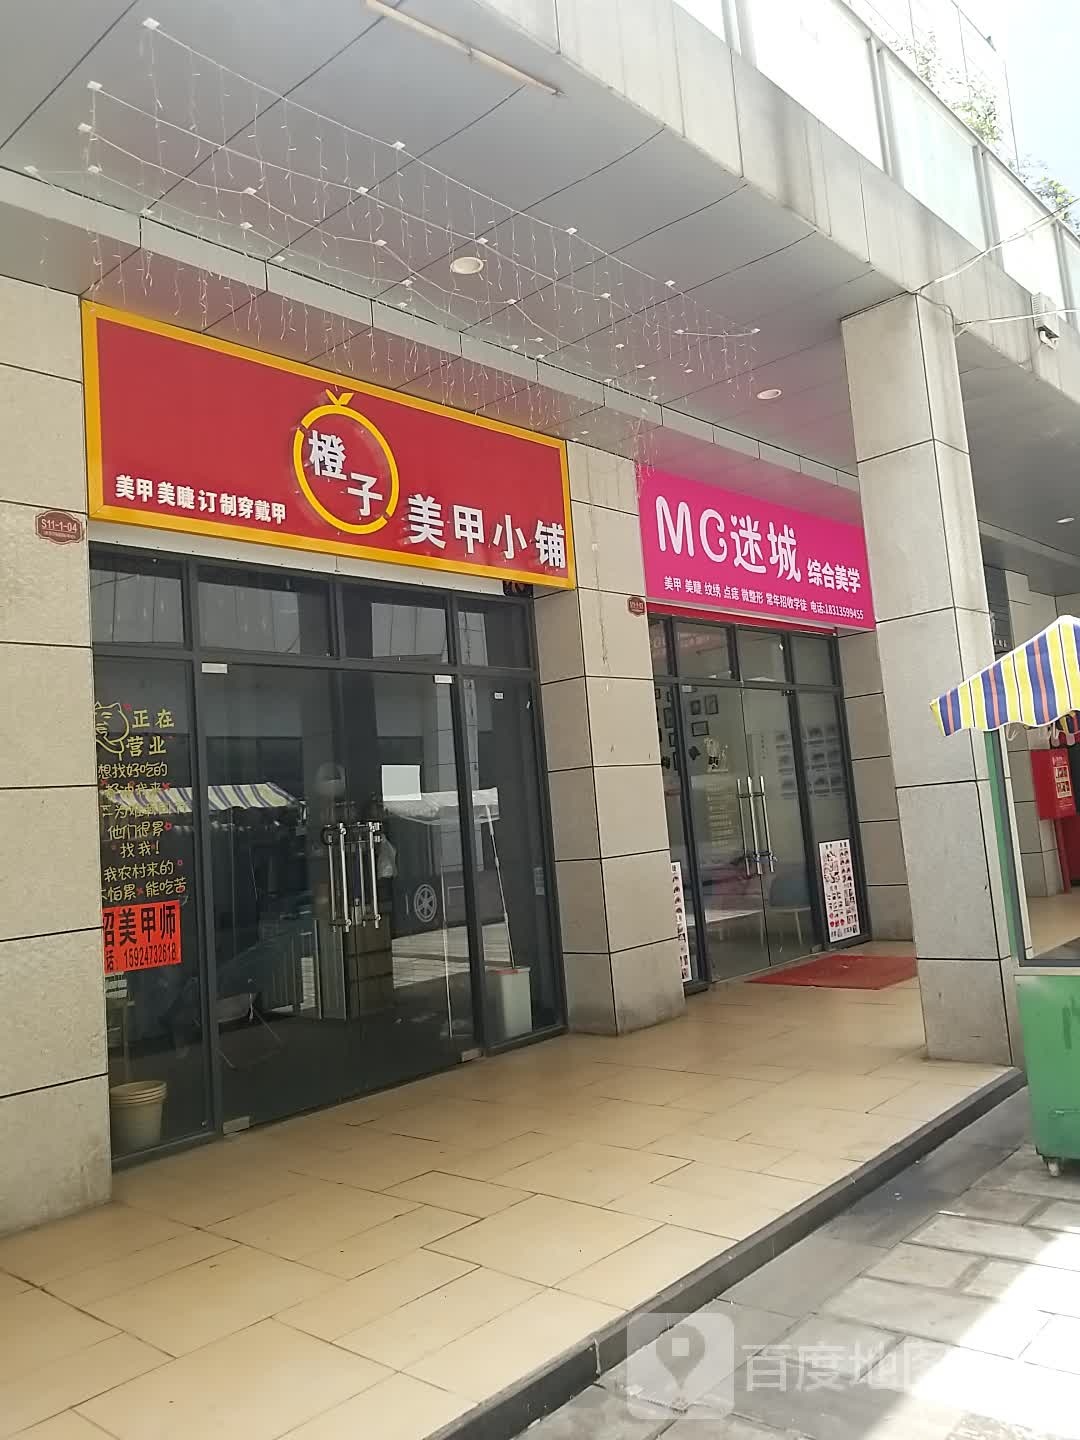 橙子
美甲美睫订制穿戴甲
美甲小铺
S11-1-04
MC迷城 综合美学
美甲 美睫 纹绣 点痣 微整形 常年招收学徒 电话:18313599455
正在
营业
想找好吃的
他们很累
找我!
我农村来的
怕累 能吃苦
招美甲师
话:15924732618
百度地图